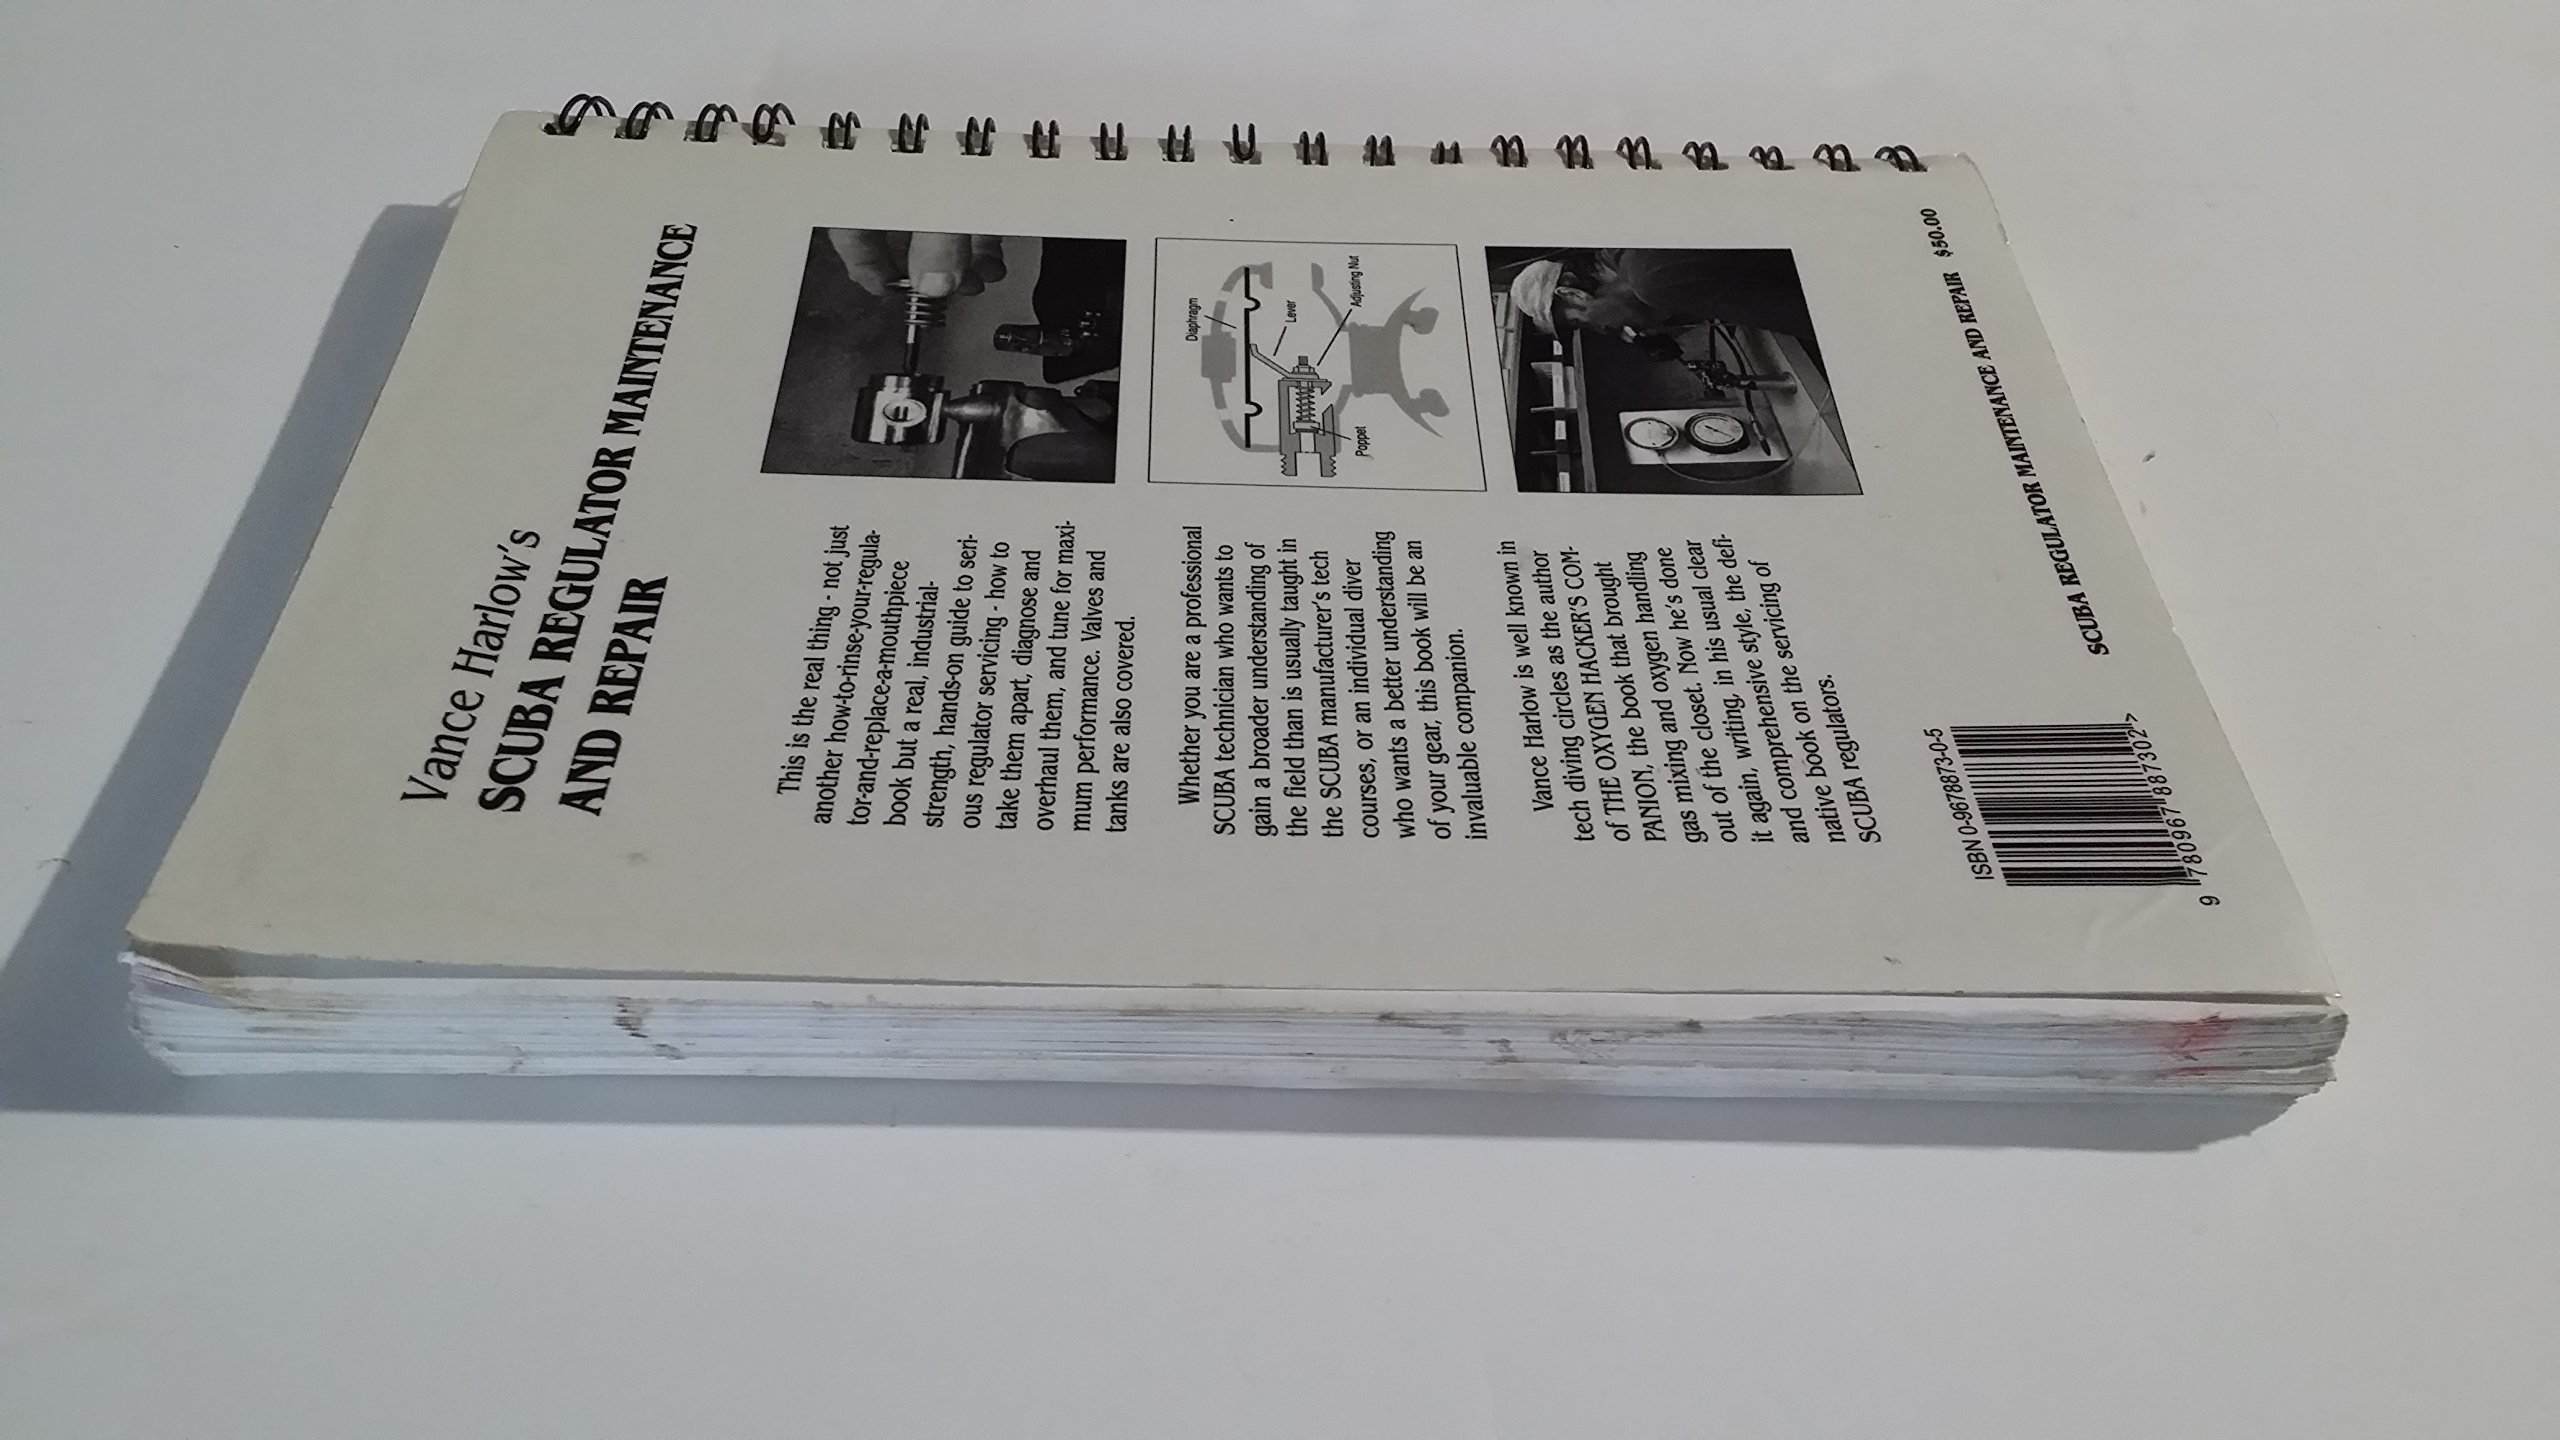 Vance Harlow's
SCUBA REGULATOR MAINTENANCE
AND REPAIR
This is the real thing - not just
another how-to-rinse-your-regula-
tor-and-replace-a-mouthpiece
book but a real, industrial-
strength, hands-on guide to seri-
ous regulator servicing - how to
take them apart, diagnose and
overhaul them, and tune for maxi-
mum performance. Valves and
tanks are also covered.
Whether you are a professional
SCUBA technician who wants to
gain a broader understanding of
the field than is usually taught in
the SCUBA manufacturer's tech
courses, or an individual diver
who wants a better understanding
of your gear, this book will be an
invaluable companion.
Vance Harlow is well known in
tech diving circles as the author
of THE OXYGEN HACKER'S COM-
PANION, the book that brought
gas mixing and oxygen handling
out of the closet. Now he's done
it again, writing, in his usual clear
and comprehensive style, the defi-
native book on the servicing of
SCUBA regulators.
Diaphragm
Lever
Adjusting Nut
Poppet
ISBN 0-9678873-0-5
9 780967 887302 >
SCUBA REGULATOR MAINTENANCE AND REPAIR $50.00